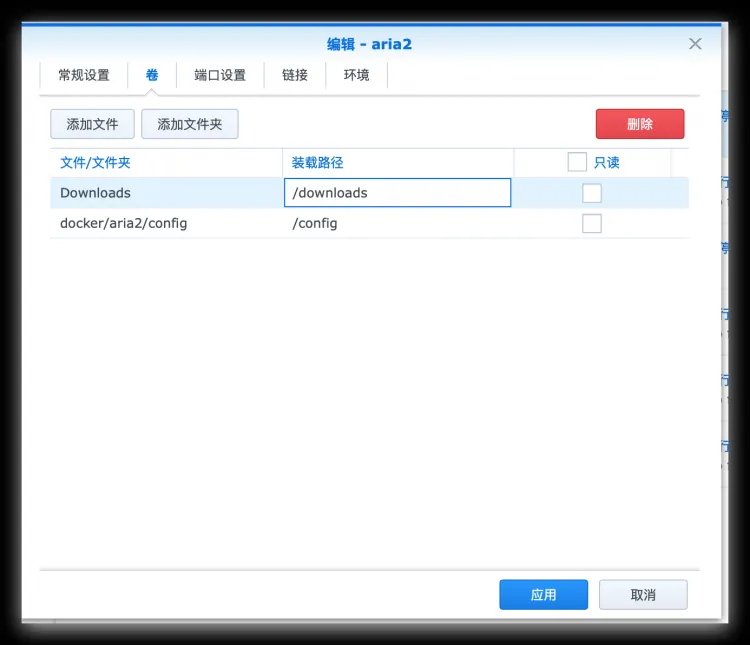 编辑 - aria2
常规设置 卷 端口设置 链接 环境
添加文件 添加文件夹 删除
文件/文件夹 装载路径 只读
Downloads /downloads
docker/aria2/config /config
应用 取消